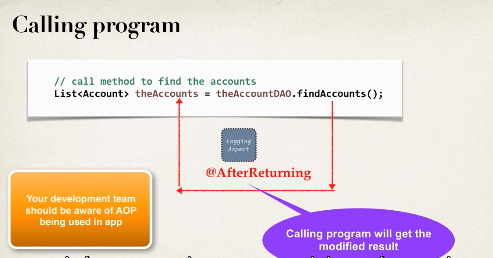 Calling program
// call method to find the accounts
List<Account> theAccounts = theAccountDAO.findAccounts();
Logging
Aspect
@AfterReturning
Your development team
should be aware of AOP
being used in app
Calling program will get the
modified result